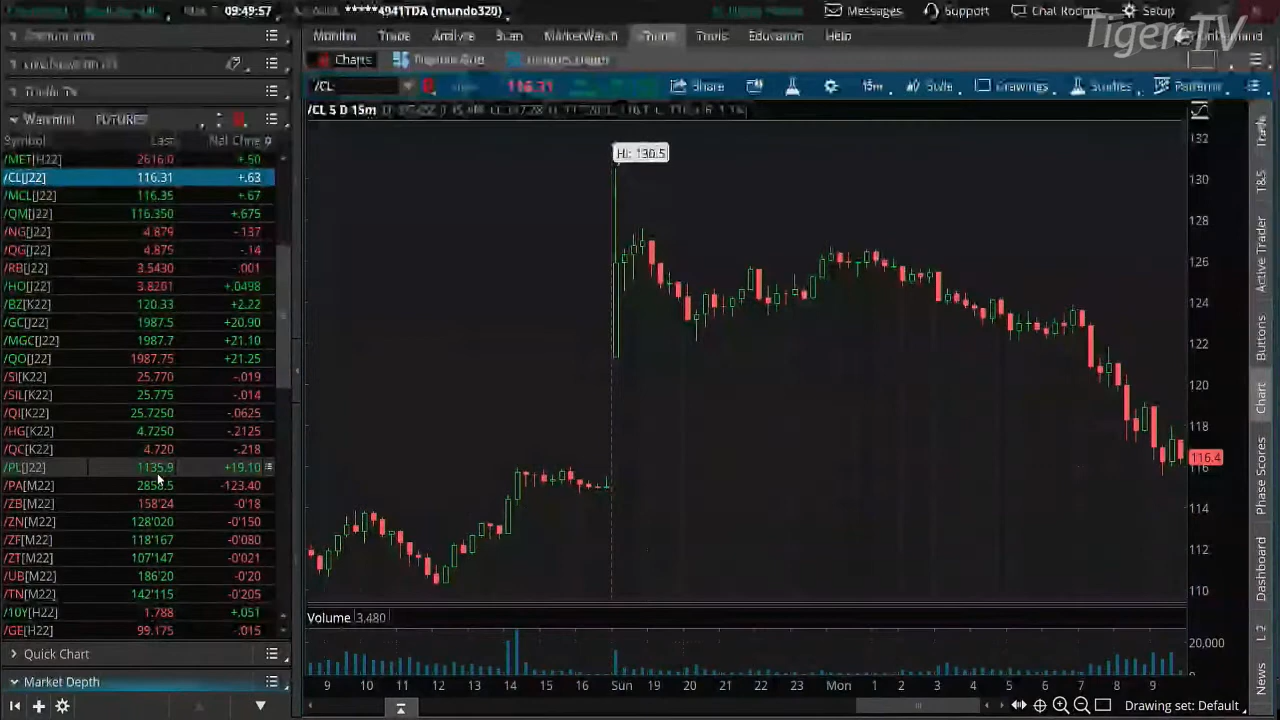 09:49:57
*****4941TDA (mundo320)
Messages
Support
Chat Rooms
Setup
TigerTV
Monitor Trade Analyze Scan MarketWatch Tools Education Help
Charts
/CL
116.31
Share
15m
Style
Drawings
Studies
Patterns
/CL 5 D 15m
Symbol Last Net Chng
/MET[H22] 2616.0 +.50
/CL[J22] 116.31 +.63
/MCL[J22] 116.35 +.67
/QM[J22] 116.350 +.675
/NG[J22] 4.879 -.137
/QG[J22] 4.875 -.14
/RB[J22] 3.5430 -.001
/HO[J22] 3.8201 +.0498
/BZ[K22] 120.33 +2.22
/GC[J22] 1987.5 +20.90
/MGC[J22] 1987.7 +21.10
/QO[J22] 1987.75 +21.25
/SI[K22] 25.770 -.019
/SIL[K22] 25.775 -.014
/QI[K22] 25.7250 -.0625
/HG[K22] 4.7250 -.2125
/QC[K22] 4.720 -.218
/PL[J22] 1135.9 +19.10
/PA[M22] 2858.5 -123.40
/ZB[M22] 158'24 -0'18
/ZN[M22] 128'020 -0'150
/ZF[M22] 118'167 -0'080
/ZT[M22] 107'147 -0'021
/UB[M22] 186'20 -0'20
/TN[M22] 142'115 -0'205
/10Y[H22] 1.788 +.051
/GE[H22] 99.175 -.015
Quick Chart
Market Depth
Hi: 130.5
132
130
128
126
124
122
120
118
116.4
116
114
112
110
Volume 3,480
20,000
9 10 11 12 13 14 15 16 Sun 19 20 21 22 23 Mon 1 2 3 4 5 6 7 8 9
Drawing set: Default
T&S
Active Trader
Buttons
Chart
Phase Scores
Dashboard
L 2
News